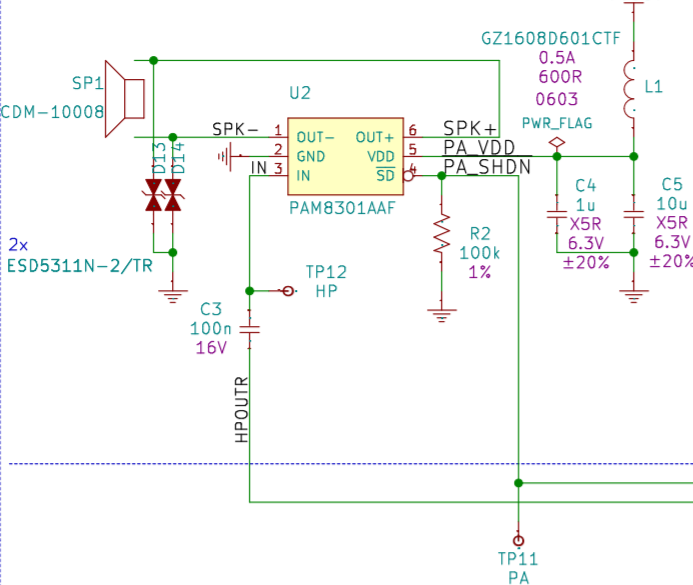 GZ1608D601CTF
0.5A
600R
0603
PWR_FLAG
L1
SP1
CDM-10008
U2
SPK-
1
OUT-
OUT+
6
SPK+
2
GND
VDD
5
PA_VDD
IN
3
IN
SD
4
PA_SHDN
PAM8301AAF
D13
D14
2x
ESD5311N-2/TR
C4
1u
X5R
6.3V
±20%
C5
10u
X5R
6.3V
±20%
R2
100k
1%
TP12
HP
C3
100n
16V
HPOUTR
TP11
PA